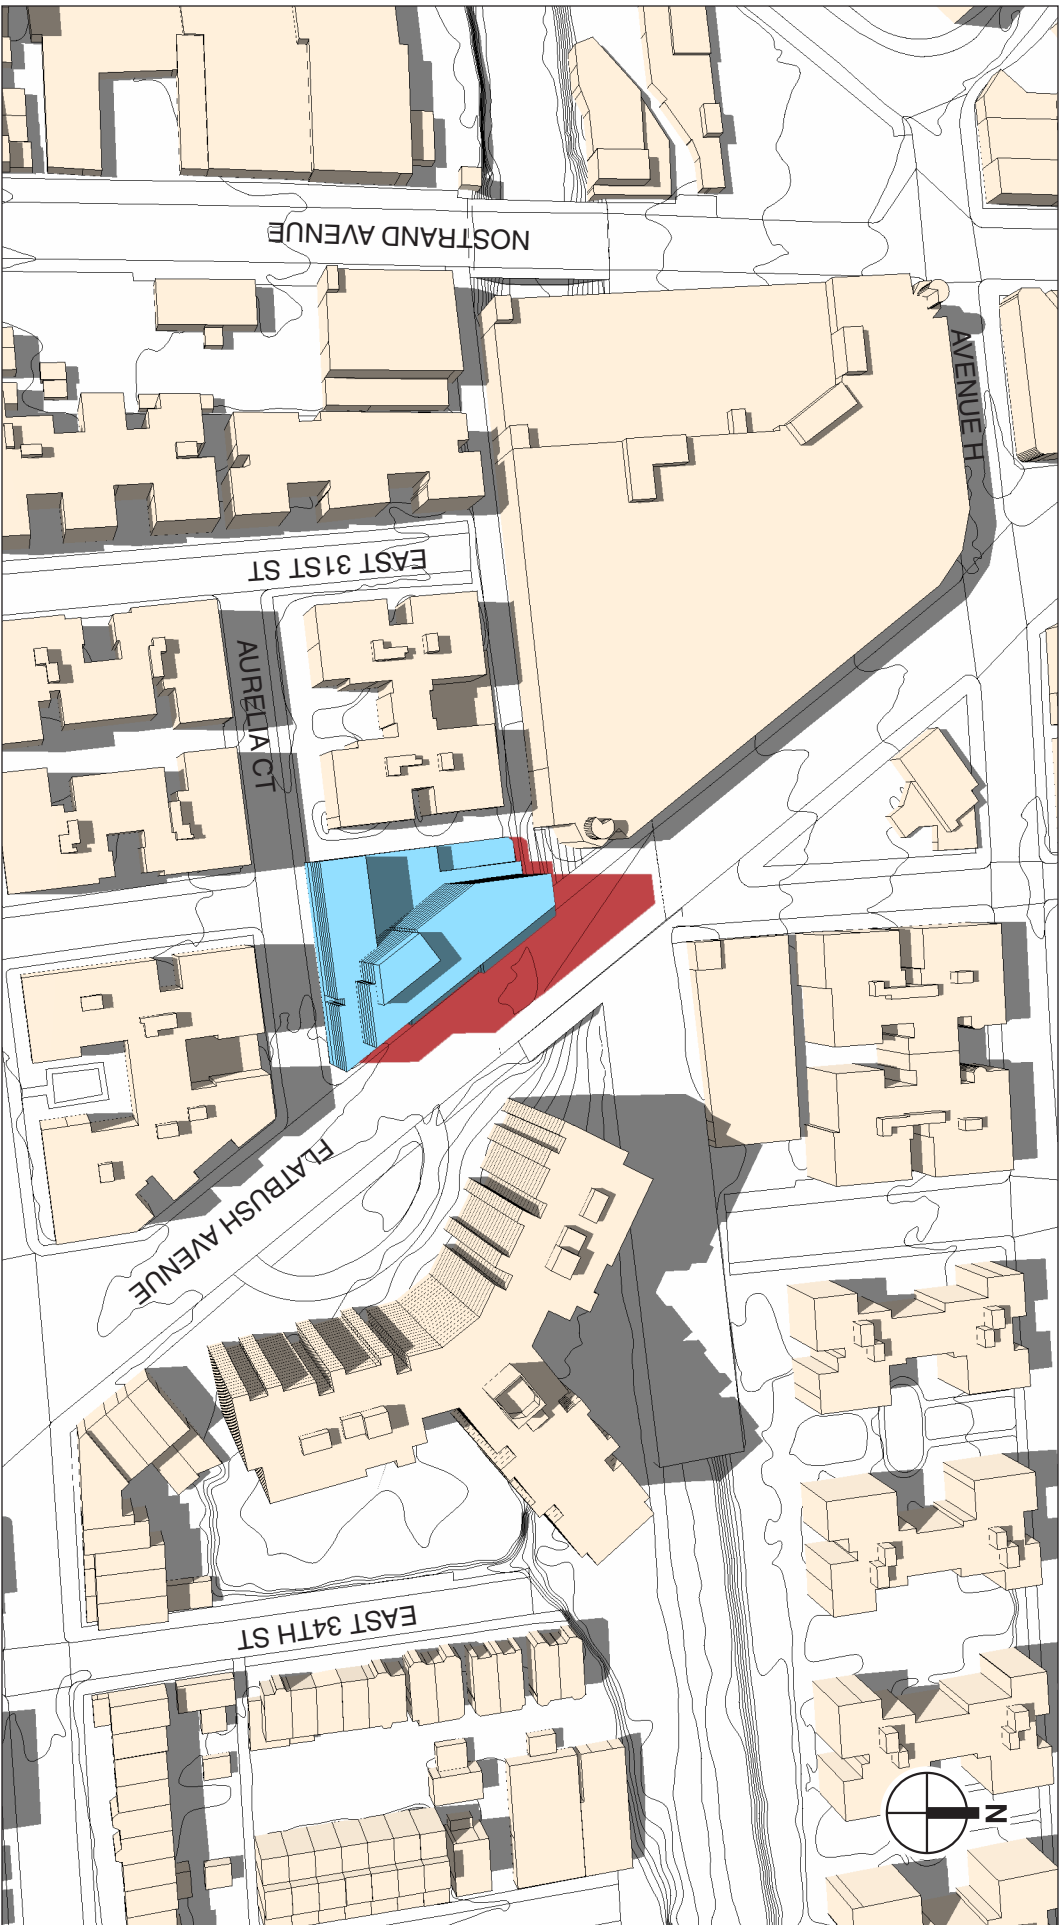 NOSTRAND AVENUE
AVENUE H
EAST 31ST ST
AURELIA CT
FLATBUSH AVENUE
EAST 34TH ST
N